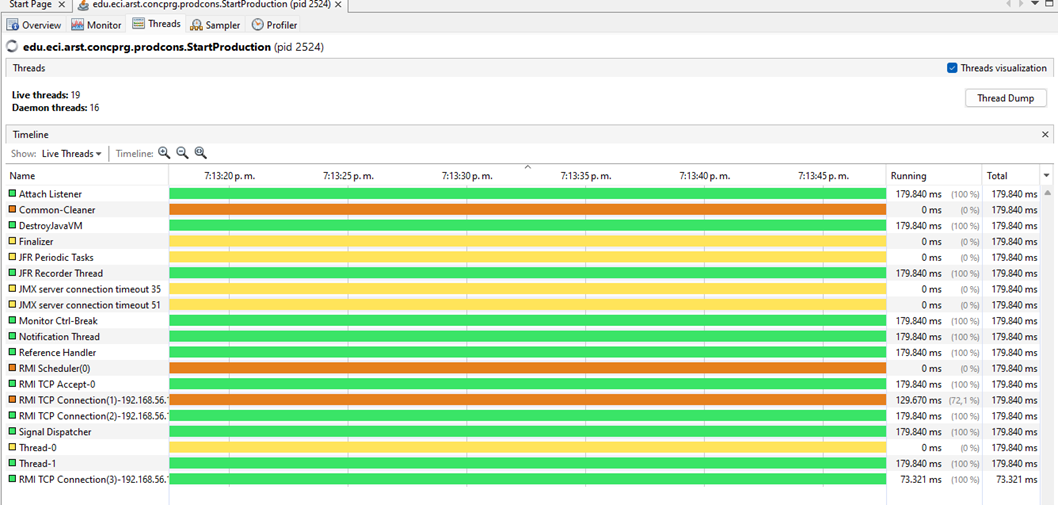 Start Page edu.eci.arst.concprg.prodcons.StartProduction (pid 2524)
Overview Monitor Threads Sampler Profiler
edu.eci.arst.concprg.prodcons.StartProduction (pid 2524)
Threads Threads visualization
Live threads: 19
Daemon threads: 16
Thread Dump
Timeline
Show: Live Threads Timeline:
Name 7:13:20 p. m. 7:13:25 p. m. 7:13:30 p. m. 7:13:35 p. m. 7:13:40 p. m. 7:13:45 p. m. Running Total
Attach Listener 179.840 ms (100 %) 179.840 ms
Common-Cleaner 0 ms (0 %) 179.840 ms
DestroyJavaVM 179.840 ms (100 %) 179.840 ms
Finalizer 0 ms (0 %) 179.840 ms
JFR Periodic Tasks 0 ms (0 %) 179.840 ms
JFR Recorder Thread 179.840 ms (100 %) 179.840 ms
JMX server connection timeout 35 0 ms (0 %) 179.840 ms
JMX server connection timeout 51 0 ms (0 %) 179.840 ms
Monitor Ctrl-Break 179.840 ms (100 %) 179.840 ms
Notification Thread 179.840 ms (100 %) 179.840 ms
Reference Handler 179.840 ms (100 %) 179.840 ms
RMI Scheduler(0) 0 ms (0 %) 179.840 ms
RMI TCP Accept-0 179.840 ms (100 %) 179.840 ms
RMI TCP Connection(1)-192.168.56. 129.670 ms (72,1 %) 179.840 ms
RMI TCP Connection(2)-192.168.56. 179.840 ms (100 %) 179.840 ms
Signal Dispatcher 179.840 ms (100 %) 179.840 ms
Thread-0 0 ms (0 %) 179.840 ms
Thread-1 179.840 ms (100 %) 179.840 ms
RMI TCP Connection(3)-192.168.56. 73.321 ms (100 %) 73.321 ms